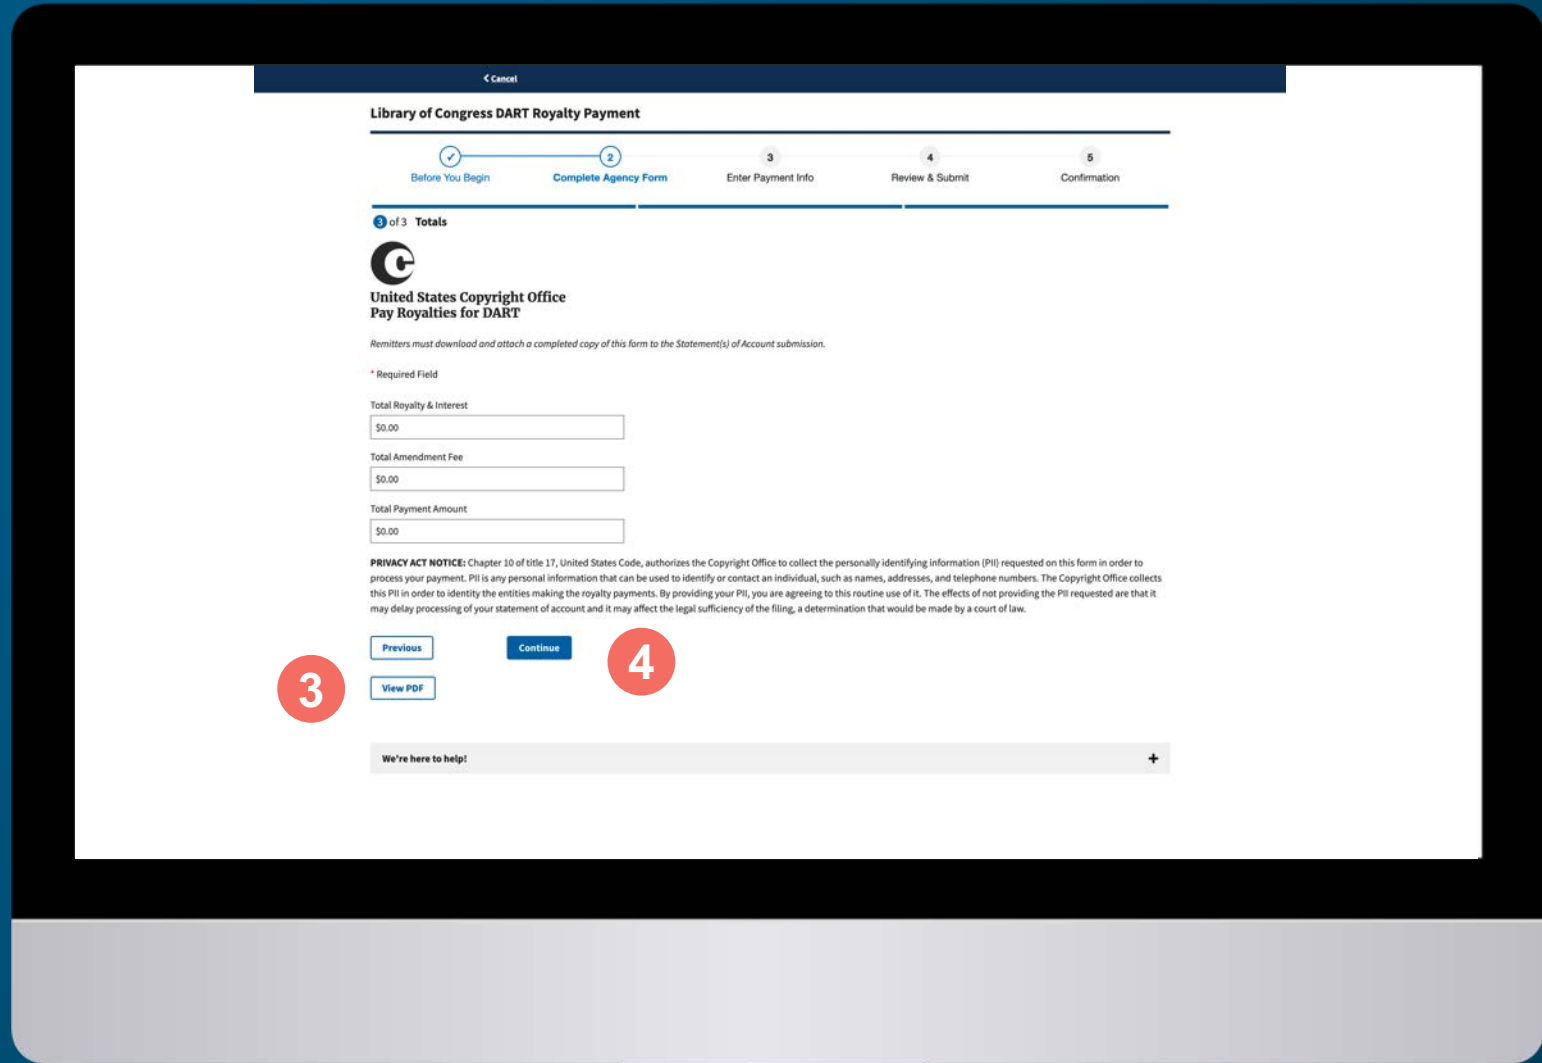 Cancel
Library of Congress DART Royalty Payment
2
3
4
5
Before You Begin
Complete Agency Form
Enter Payment Info
Review & Submit
Confirmation
3 of 3 Totals
United States Copyright Office
Pay Royalties for DART
Remitters must download and attach a completed copy of this form to the Statement(s) of Account submission.
* Required Field
Total Royalty & Interest
$0.00
Total Amendment Fee
$0.00
Total Payment Amount
$0.00
PRIVACY ACT NOTICE: Chapter 10 of title 17, United States Code, authorizes the Copyright Office to collect the personally identifying information (PII) requested on this form in order to
process your payment. PII is any personal information that can be used to identify or contact an individual, such as names, addresses, and telephone numbers. The Copyright Office collects
this PII in order to identity the entities making the royalty payments. By providing your PII, you are agreeing to this routine use of it. The effects of not providing the PII requested are that it
may delay processing of your statement of account and it may affect the legal sufficiency of the filing, a determination that would be made by a court of law.
Previous
Continue
4
3
View PDF
We're here to help!
+